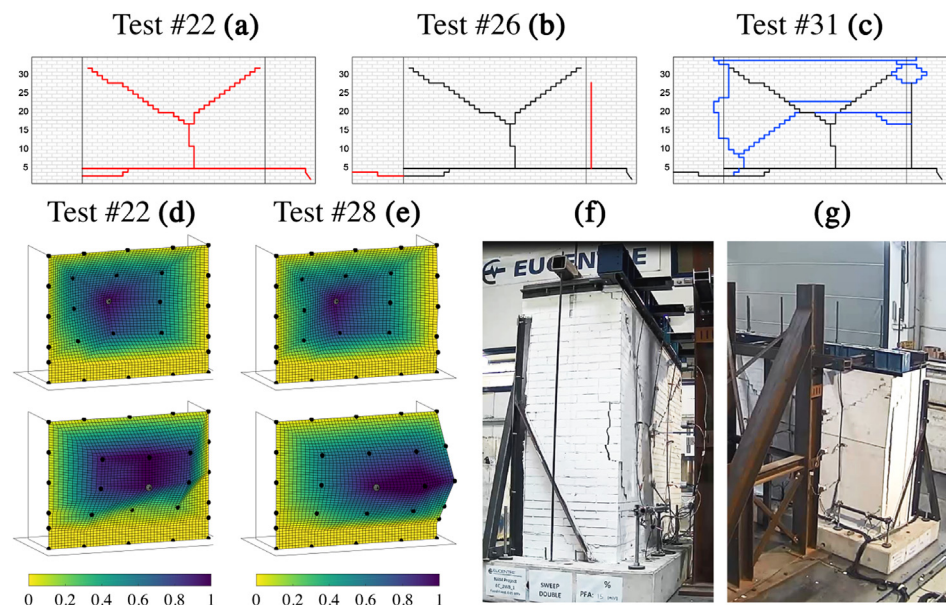 Test #22 (a)
Test #26 (b)
Test #31 (c)
30
25
20
15
10
5
30
25
20
15
10
5
30
25
20
15
10
5
Test #22 (d)
Test #28 (e)
(f)
(g)
EUCENTRE
SWEEP
DOUBLE
%
PFA:
0 0.2 0.4 0.6 0.8 1
0 0.2 0.4 0.6 0.8 1